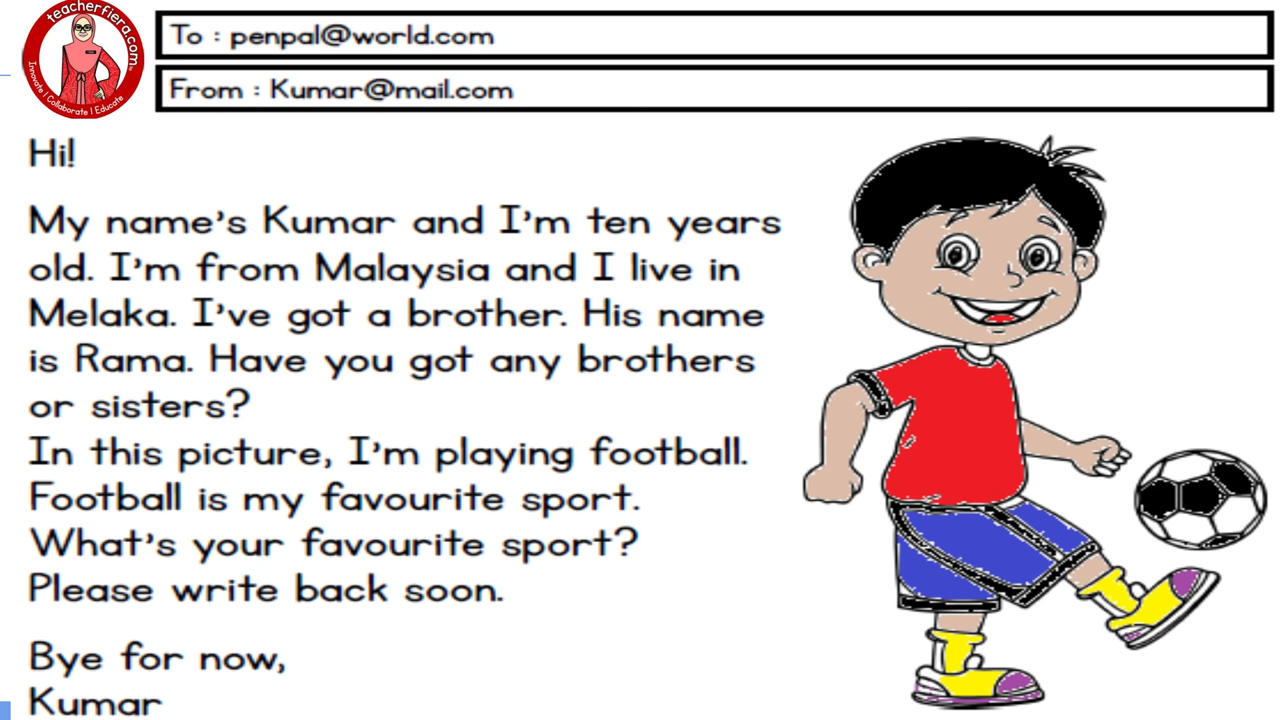 teacherfiera.com
Innovate | Collaborate | Educate
To : penpal@world.com
From : Kumar@mail.com
Hi!
My name's Kumar and I'm ten years
old. I'm from Malaysia and I live in
Melaka. I've got a brother. His name
is Rama. Have you got any brothers
or sisters?
In this picture, I'm playing football.
Football is my favourite sport.
What's your favourite sport?
Please write back soon.
Bye for now,
Kumar